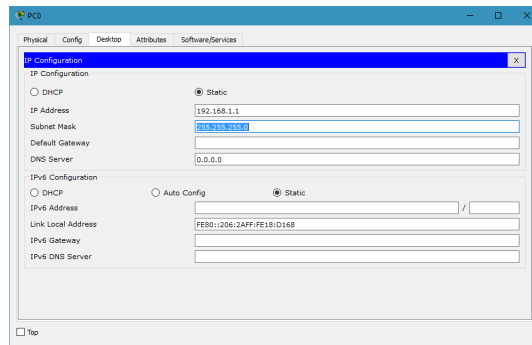 PC0
Physical Config Desktop Attributes Software/Services
IP Configuration X
IP Configuration
DHCP Static
IP Address 192.168.1.1
Subnet Mask 255.255.255.0
Default Gateway
DNS Server 0.0.0.0
IPv6 Configuration
DHCP Auto Config Static
IPv6 Address /
Link Local Address FE80::206:2AFF:FE18:D168
IPv6 Gateway
IPv6 DNS Server
Top